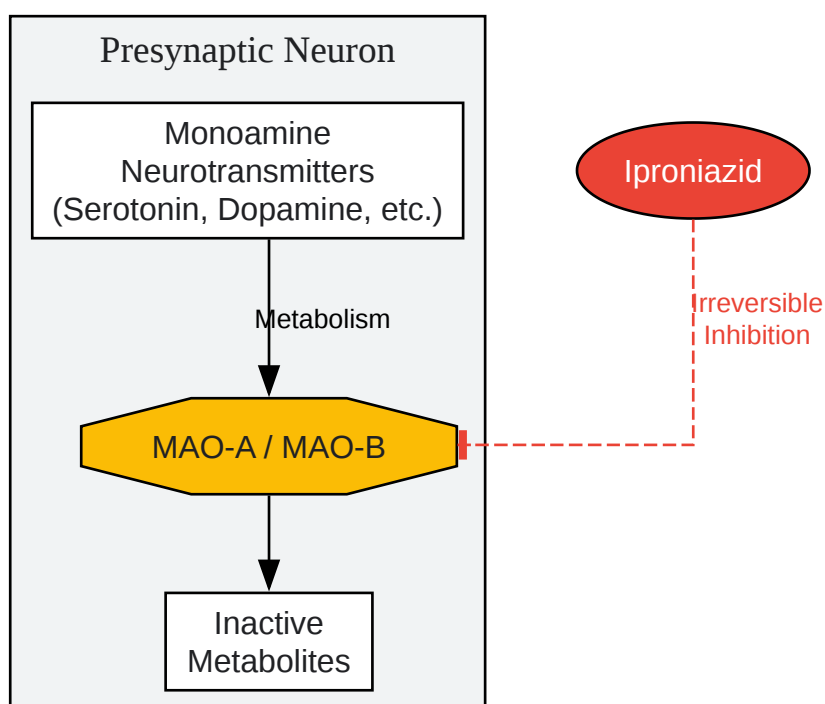 Presynaptic Neuron
Monoamine
Neurotransmitters
(Serotonin, Dopamine, etc.)
Iproniazid
Metabolism
Irreversible
Inhibition
MAO-A / MAO-B
Inactive
Metabolites